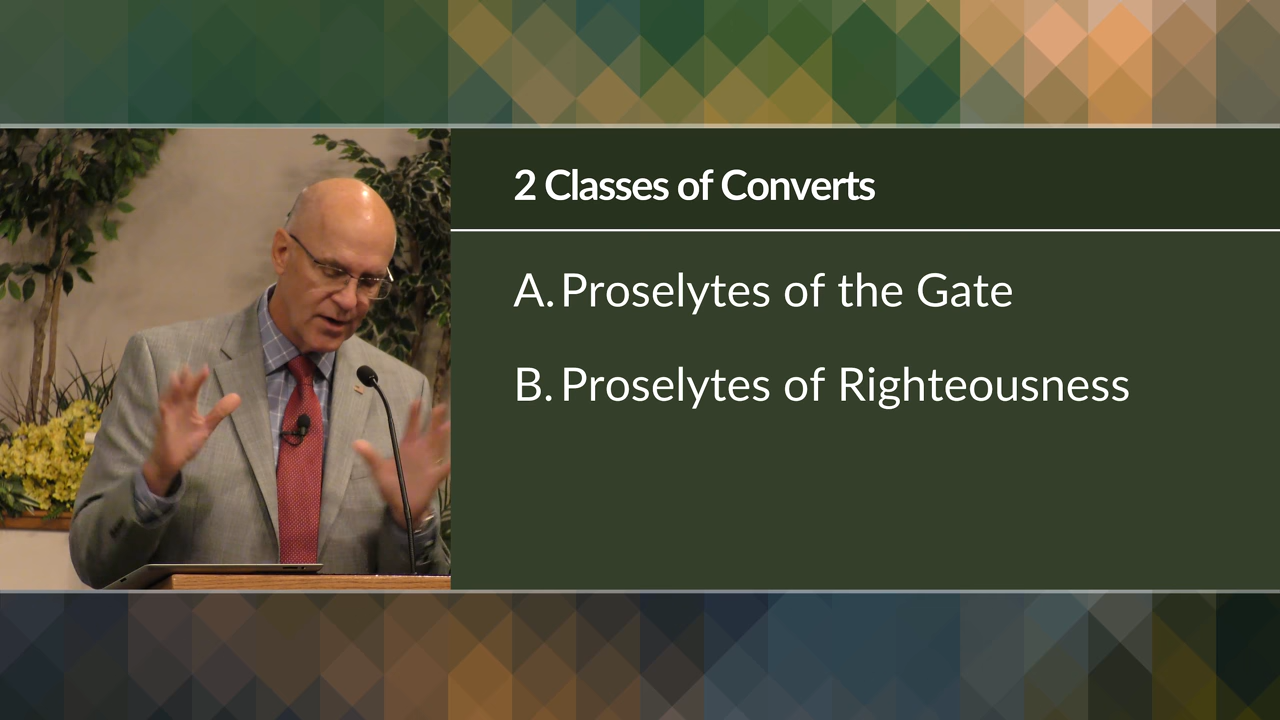 2 Classes of Converts
A. Proselytes of the Gate
B. Proselytes of Righteousness